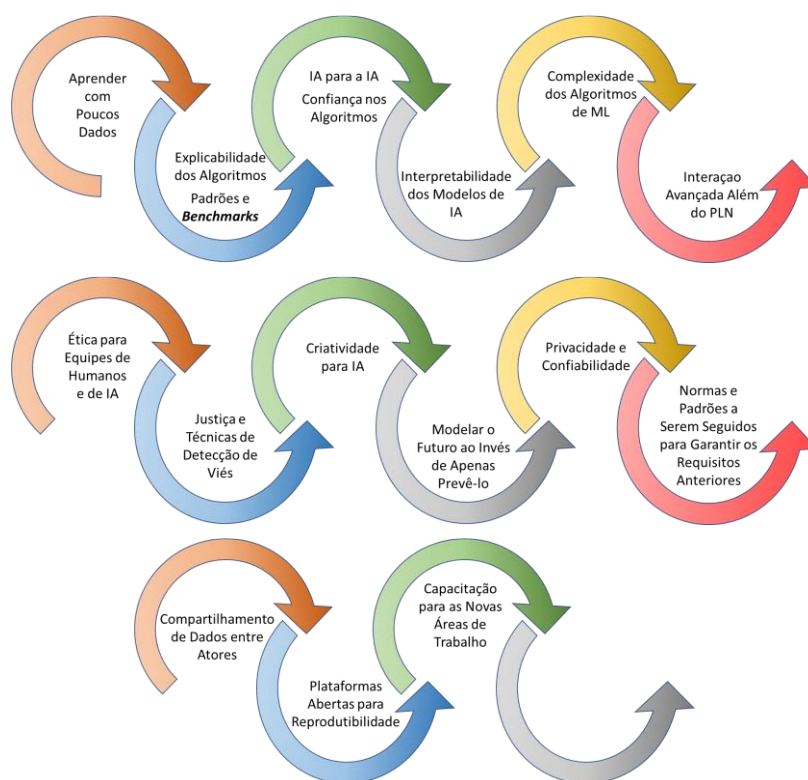 Aprender
com
Poucos
Dados
Explicabilidade
dos Algoritmos
Padrões e
Benchmarks
IA para a IA
Confiança nos
Algoritmos
Interpretabilidade
dos Modelos de
IA
Complexidade
dos Algoritmos
de ML
Interaçao
Avançada Além
do PLN
Ética para
Equipes de
Humanos
e de IA
Justiça e
Técnicas de
Detecção de
Viés
Criatividade
para IA
Modelar o
Futuro ao Invés
de Apenas
Prevê-lo
Privacidade e
Confiabilidade
Normas e
Padrões a
Serem Seguidos
para Garantir os
Requisitos
Anteriores
Compartilhamento
de Dados entre
Atores
Plataformas
Abertas para
Reprodutibilidade
Capacitação
para as Novas
Áreas de
Trabalho